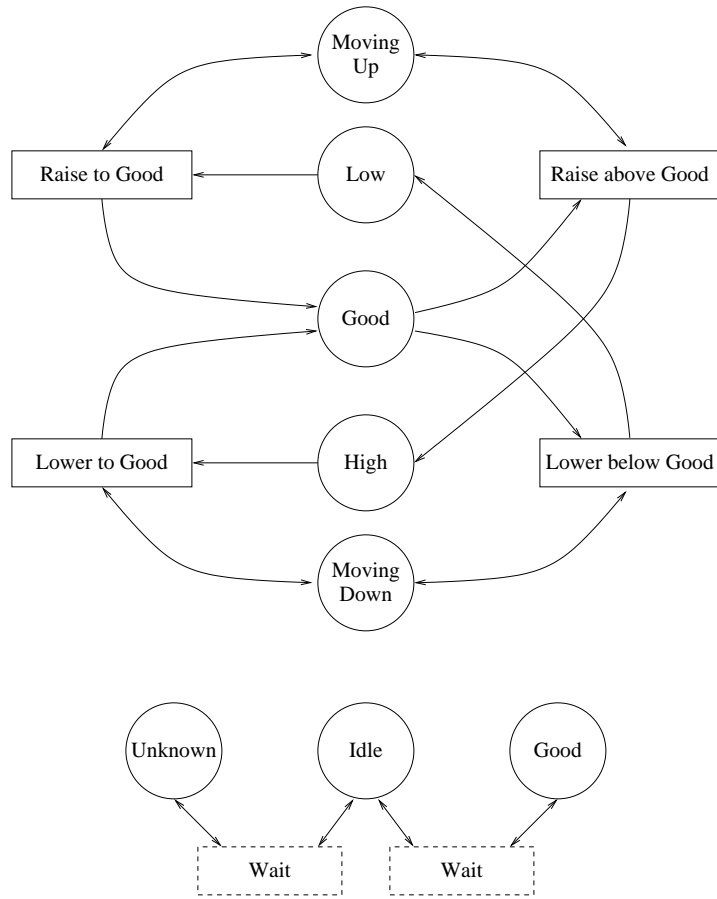 Moving
Up
Raise to Good
Low
Raise above Good
Good
Lower to Good
High
Lower below Good
Moving
Down
Unknown
Idle
Good
Wait
Wait